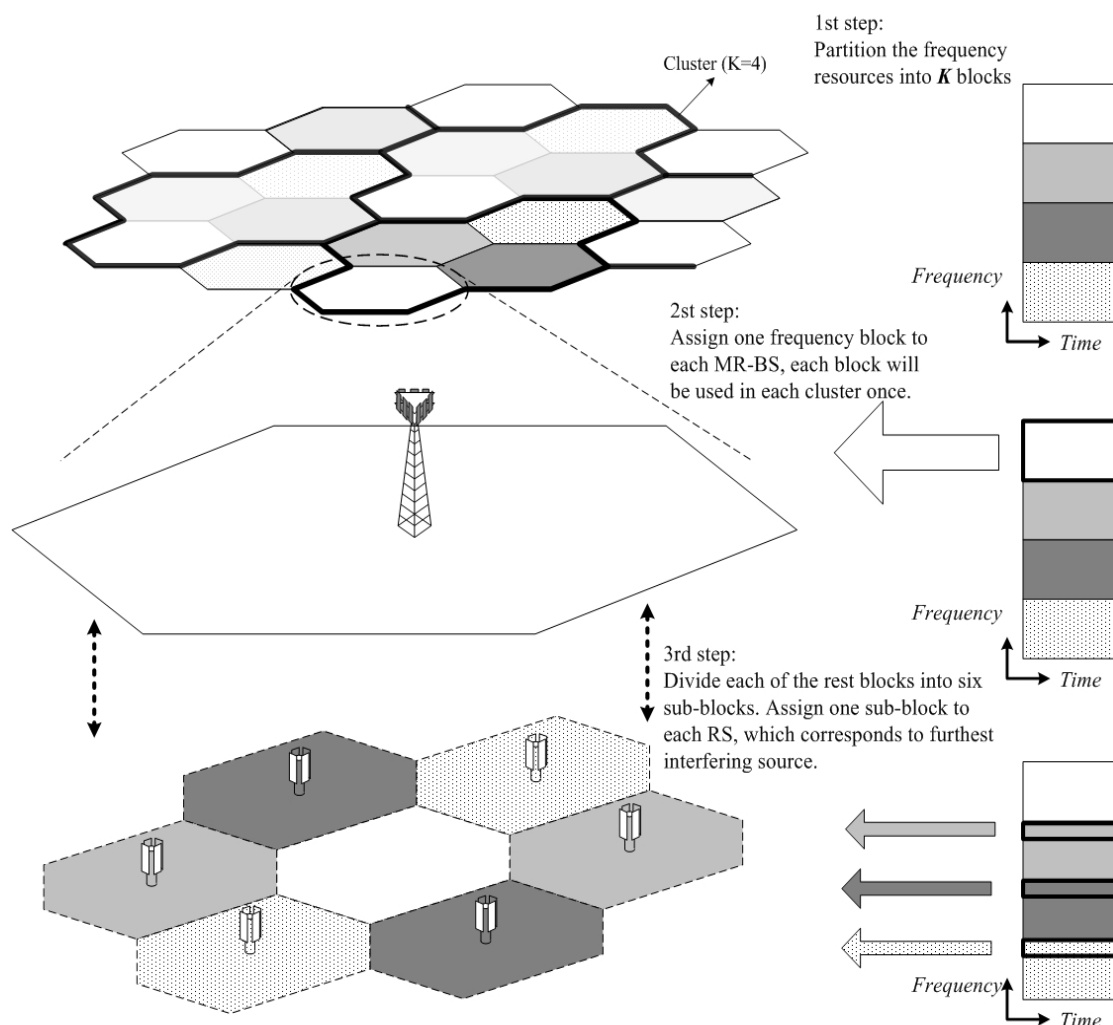 1st step:
Partition the frequency
resources into K blocks
Cluster (K=4)
Frequency
Time
2st step:
Assign one frequency block to
each MR-BS, each block will
be used in each cluster once.
Frequency
Time
3rd step:
Divide each of the rest blocks into six
sub-blocks. Assign one sub-block to
each RS, which corresponds to furthest
interfering source.
Frequency
Time